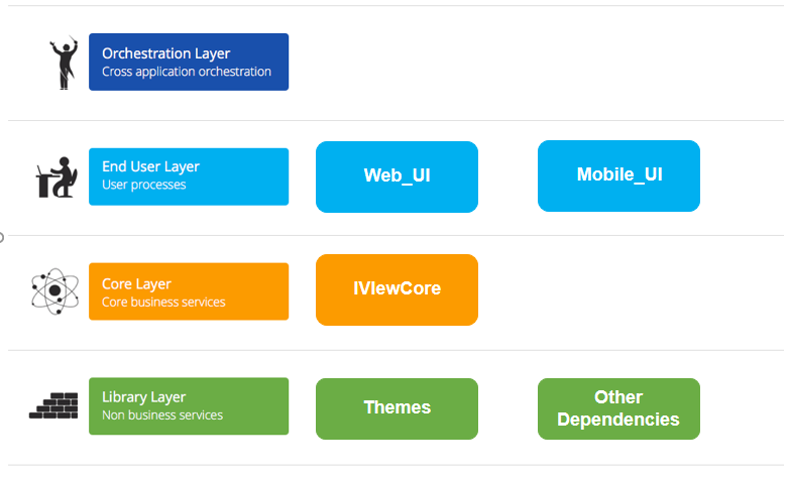 Orchestration Layer
Cross application orchestration
End User Layer
User processes
Web_UI
Mobile_UI
Core Layer
Core business services
IVIewCore
Library Layer
Non business services
Themes
Other
Dependencies